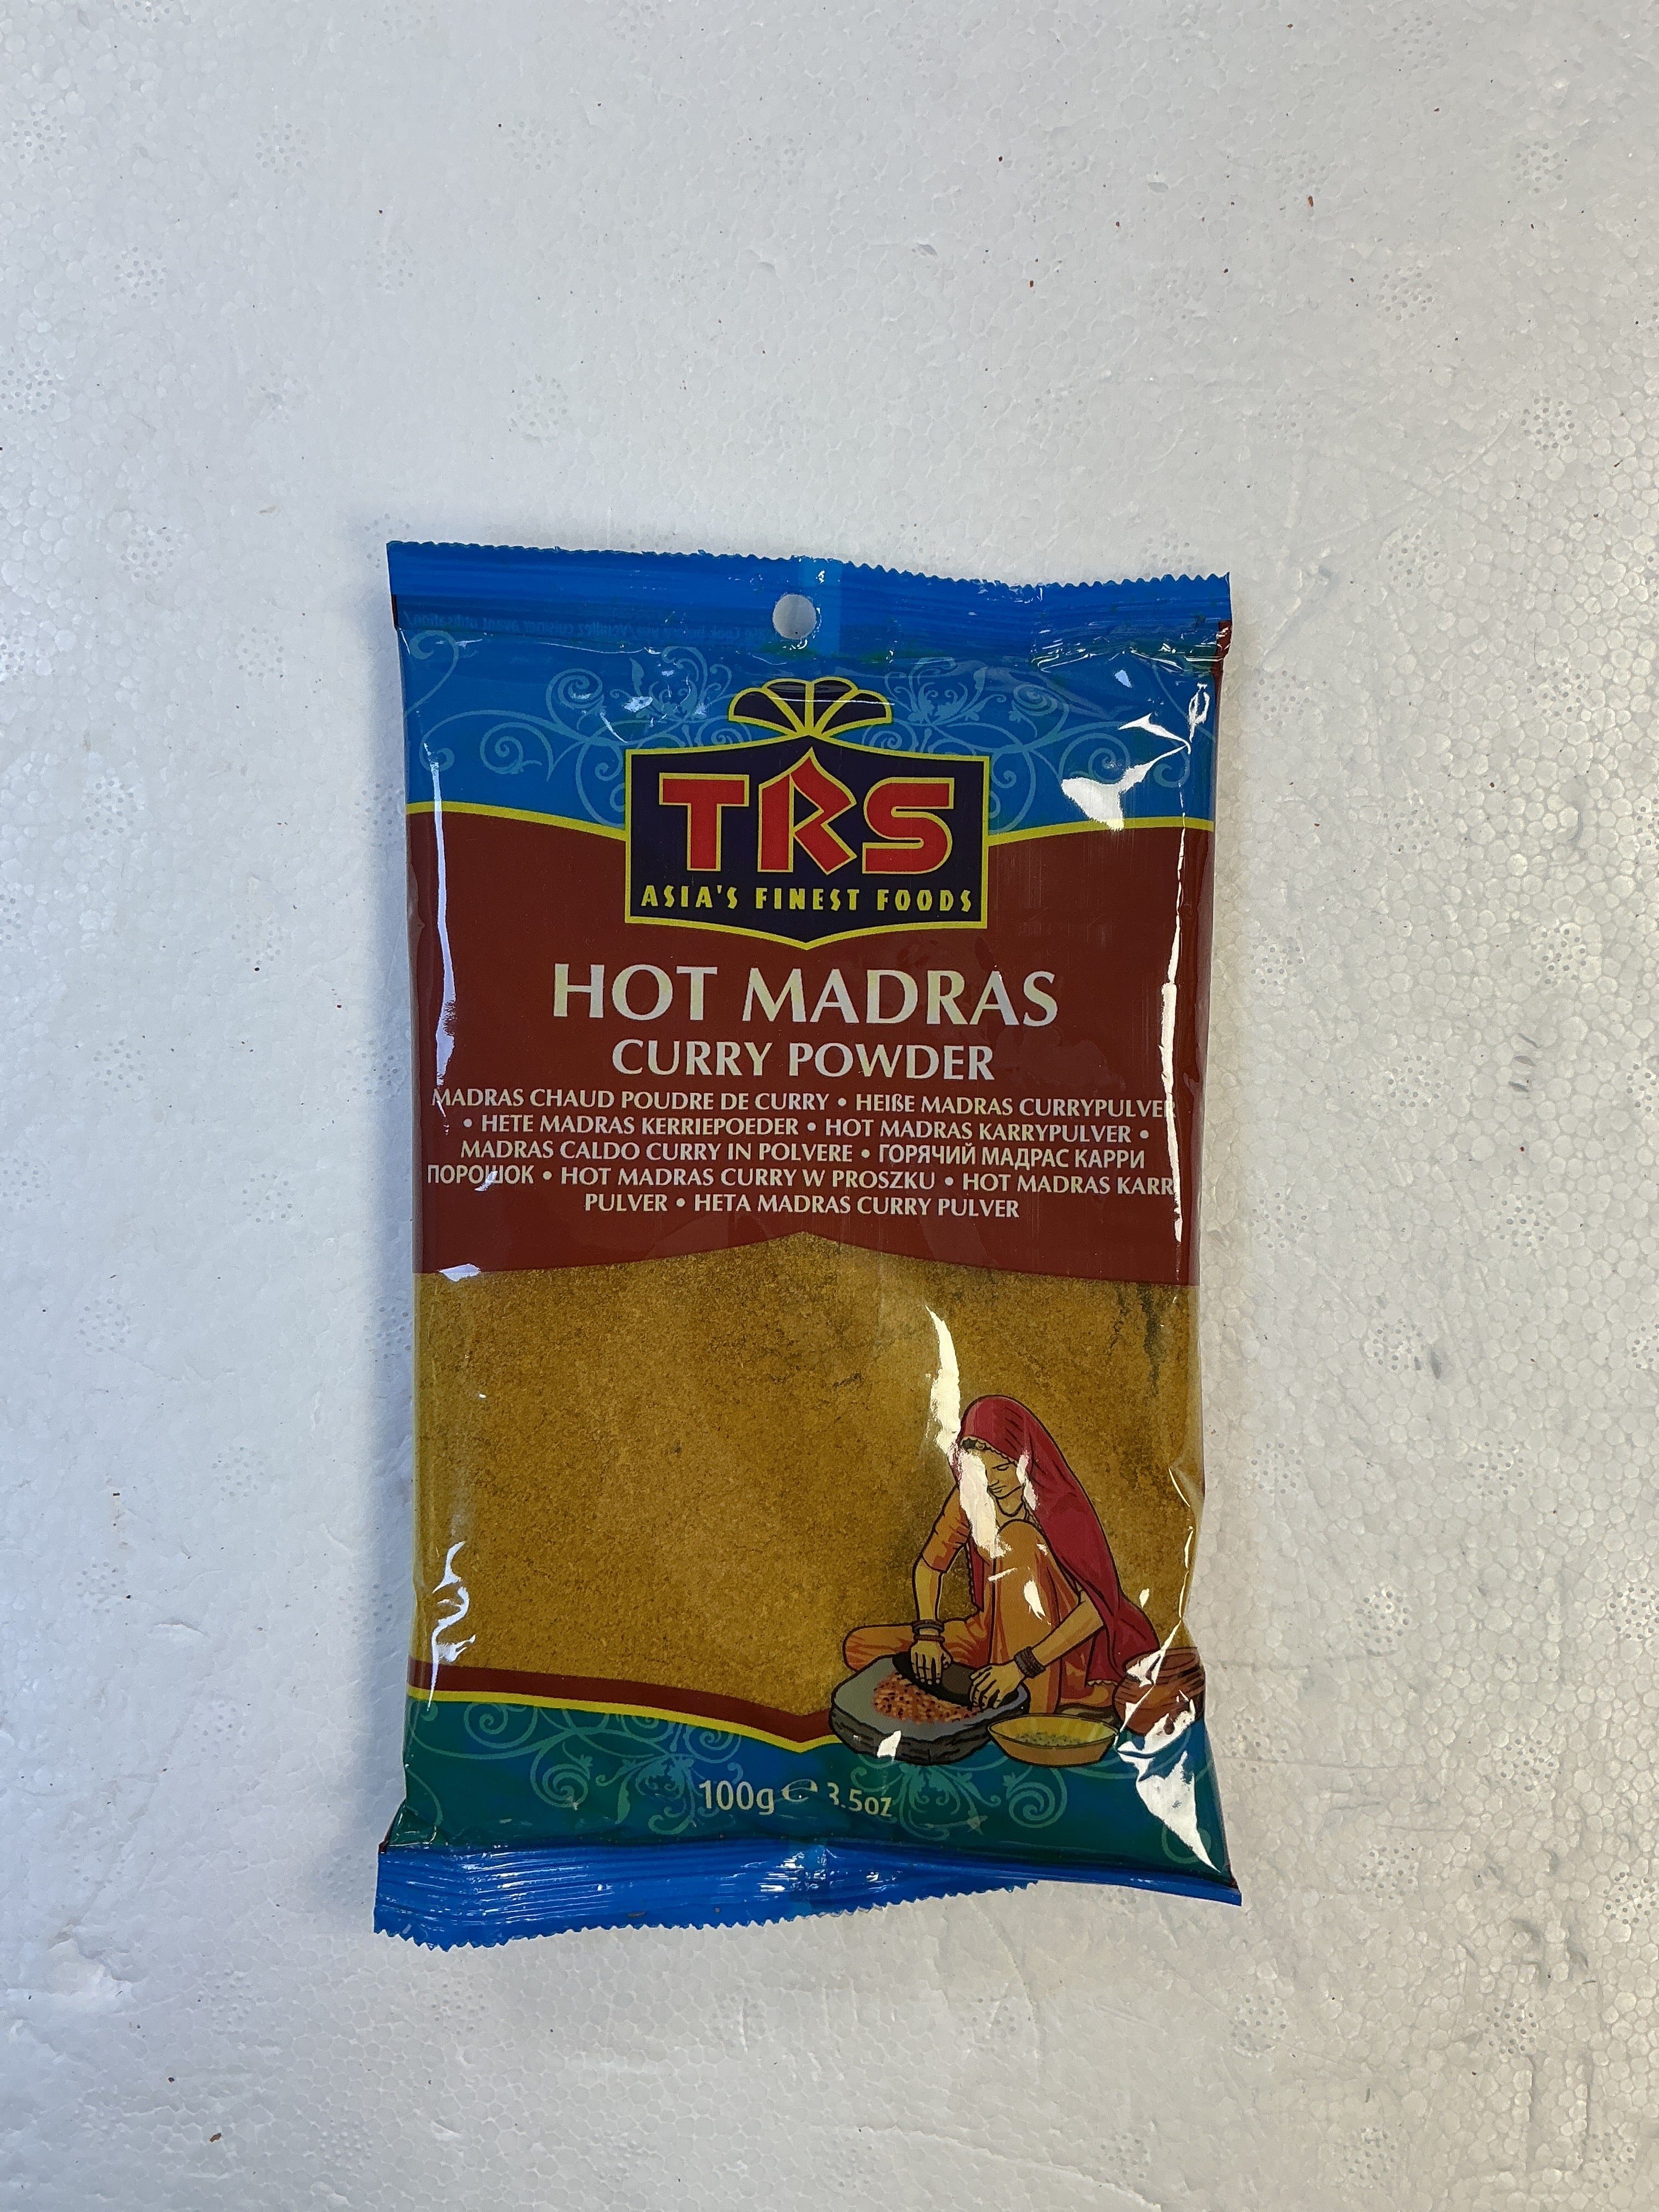 TRS
ASIA'S FINEST FOODS
HOT MADRAS
CURRY POWDER
MADRAS CHAUD POUDRE DE CURRY • HEIßE MADRAS CURRYPULVER
• HETE MADRAS KERRIEPOEDER • HOT MADRAS KARRYPULVER •
MADRAS CALDO CURRY IN POLVERE • ГОРЯЧИЙ МАДРАС КАРРИ
ПОРОШОК • HOT MADRAS CURRY W PROSZKU • HOT MADRAS KARR
PULVER • HETA MADRAS CURRY PULVER
100g ℮ 3.5oz